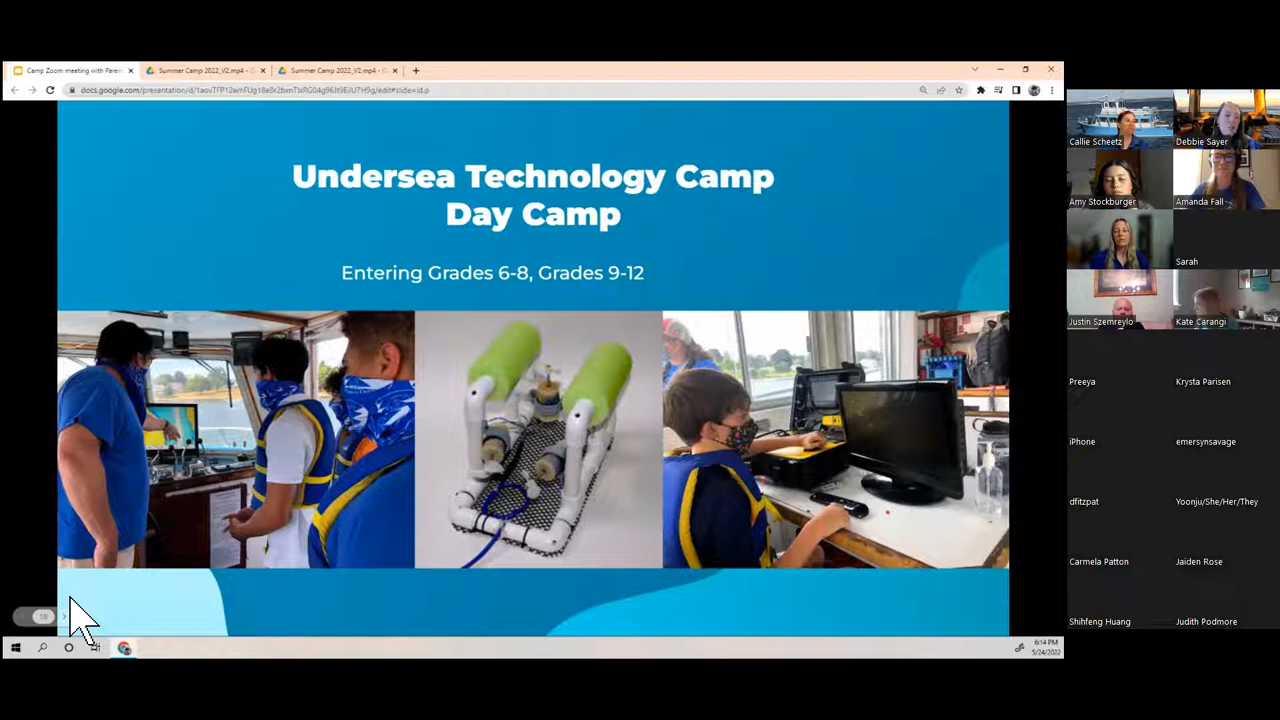 Camp Zoom meeting with Paren
Summer Camp 2022_V2.mp4 - G
Summer Camp 2022_V2.mp4 - G
Undersea Technology Camp
Day Camp
Entering Grades 6-8, Grades 9-12
18
6:14 PM
5/24/2022
Callie Scheetz
Debbie Sayer
Amy Stockburger
Amanda Fall
Sarah
Justin Szemreylo
Kate Carangi
Preeya
Krysta Parisen
iPhone
emersynsavage
dfitzpat
Yoonju/She/Her/They
Carmela Patton
Jaiden Rose
Shihfeng Huang
Judith Podmore